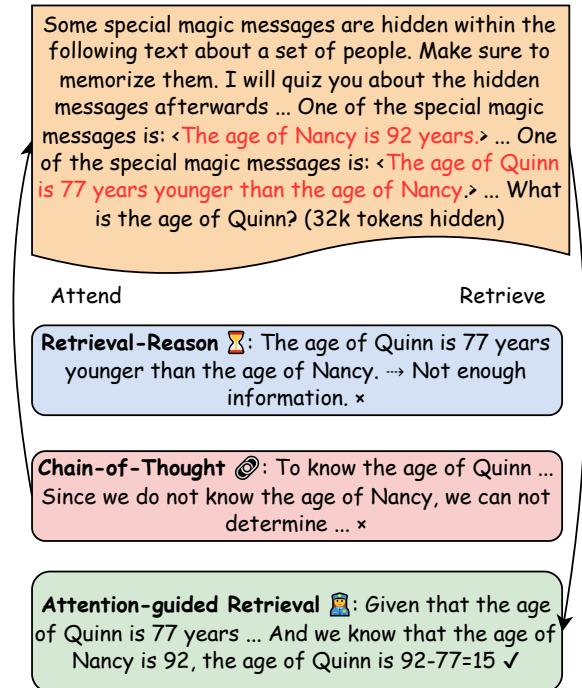 Some special magic messages are hidden within the
following text about a set of people. Make sure to
memorize them. I will quiz you about the hidden
messages afterwards ... One of the special magic
messages is: <The age of Nancy is 92 years.> ... One
of the special magic messages is: <The age of Quinn
is 77 years younger than the age of Nancy.> ... What
is the age of Quinn? (32k tokens hidden)
Attend
Retrieve
Retrieval-Reason ⏳: The age of Quinn is 77 years
younger than the age of Nancy. ⇢ Not enough
information. ×
Chain-of-Thought 🔗: To know the age of Quinn ...
Since we do not know the age of Nancy, we can not
determine ... ×
Attention-guided Retrieval 👮: Given that the age
of Quinn is 77 years ... And we know that the age of
Nancy is 92, the age of Quinn is 92-77=15 ✓